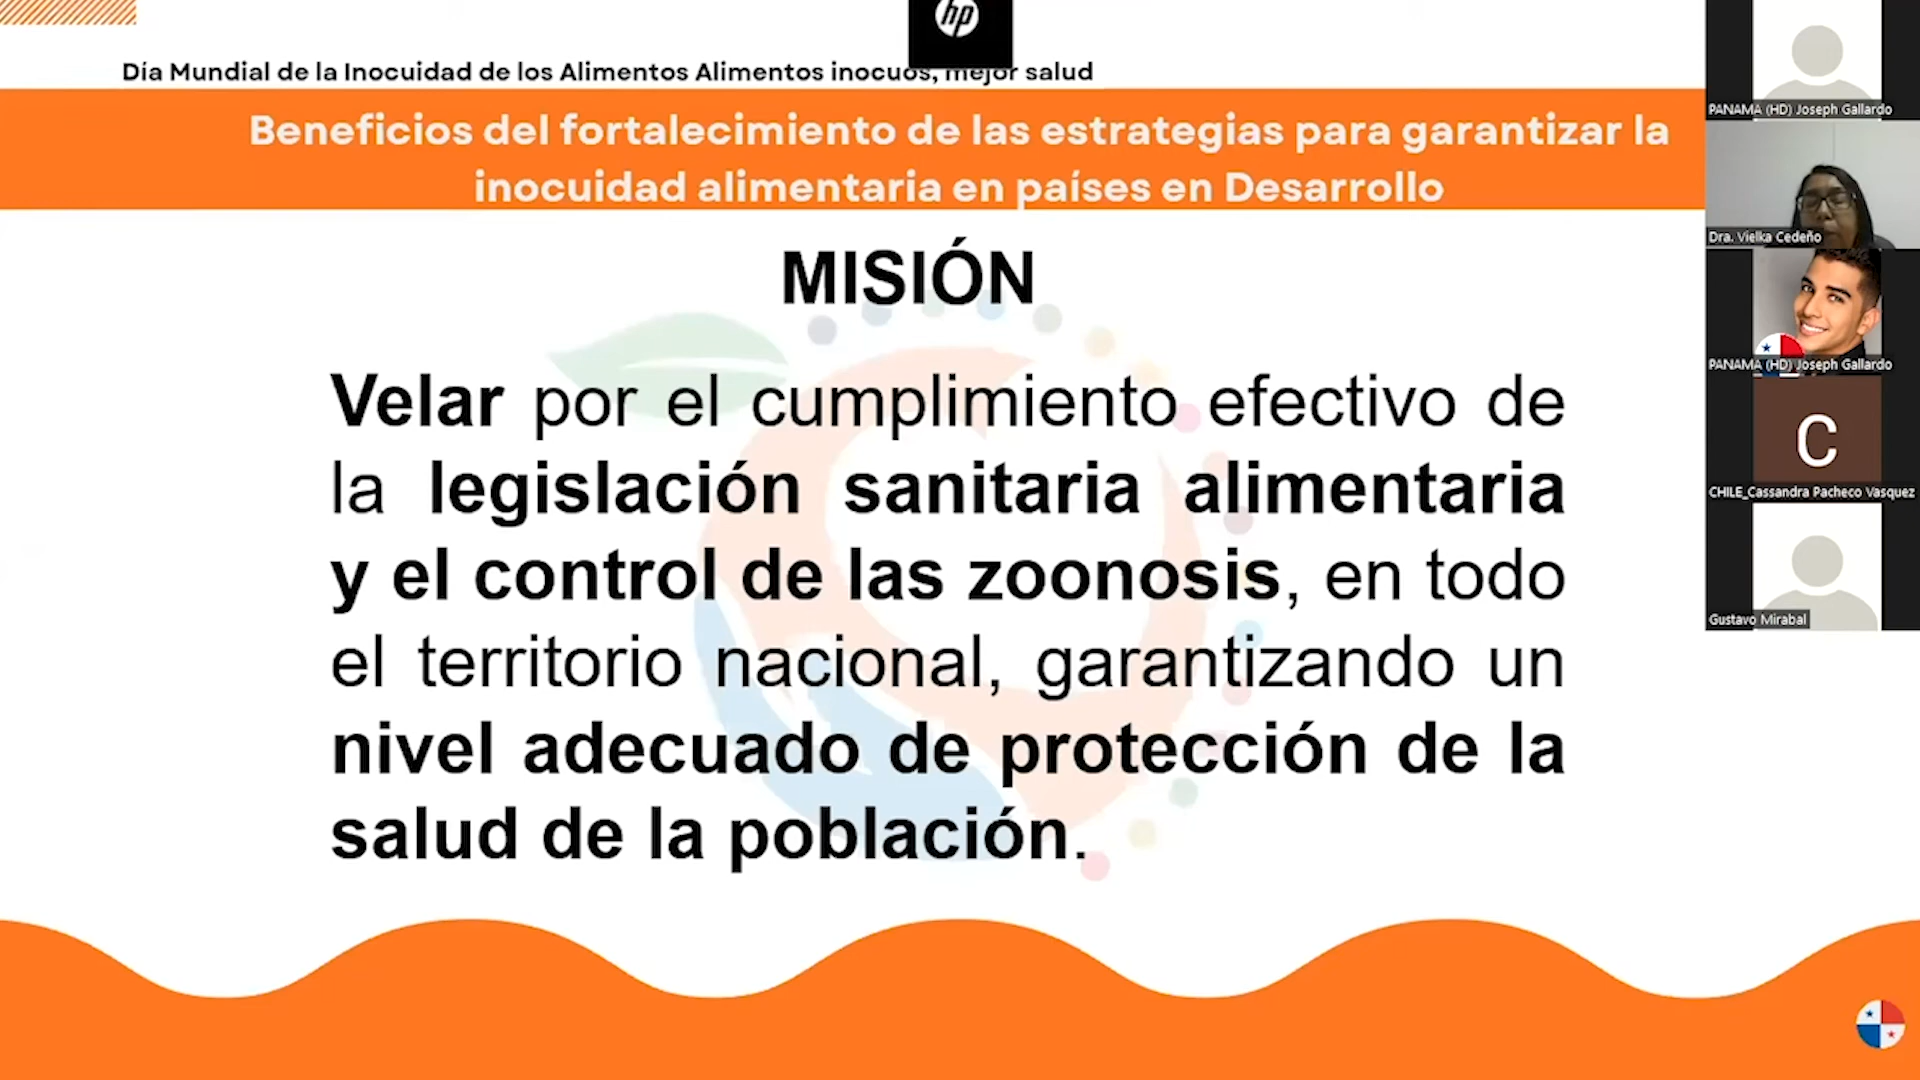 hp
Día Mundial de la Inocuidad de los Alimentos Alimentos inocuos, mejor salud
Beneficios del fortalecimiento de las estrategias para garantizar la
inocuidad alimentaria en países en Desarrollo
MISIÓN
Velar por el cumplimiento efectivo de
la legislación sanitaria alimentaria
y el control de las zoonosis, en todo
el territorio nacional, garantizando un
nivel adecuado de protección de la
salud de la población.
PANAMA (HD) Joseph Gallardo
Dra. Vielka Cedeño
PANAMA (HD) Joseph Gallardo
C
CHILE_Cassandra Pacheco Vasquez
Gustavo Mirabal